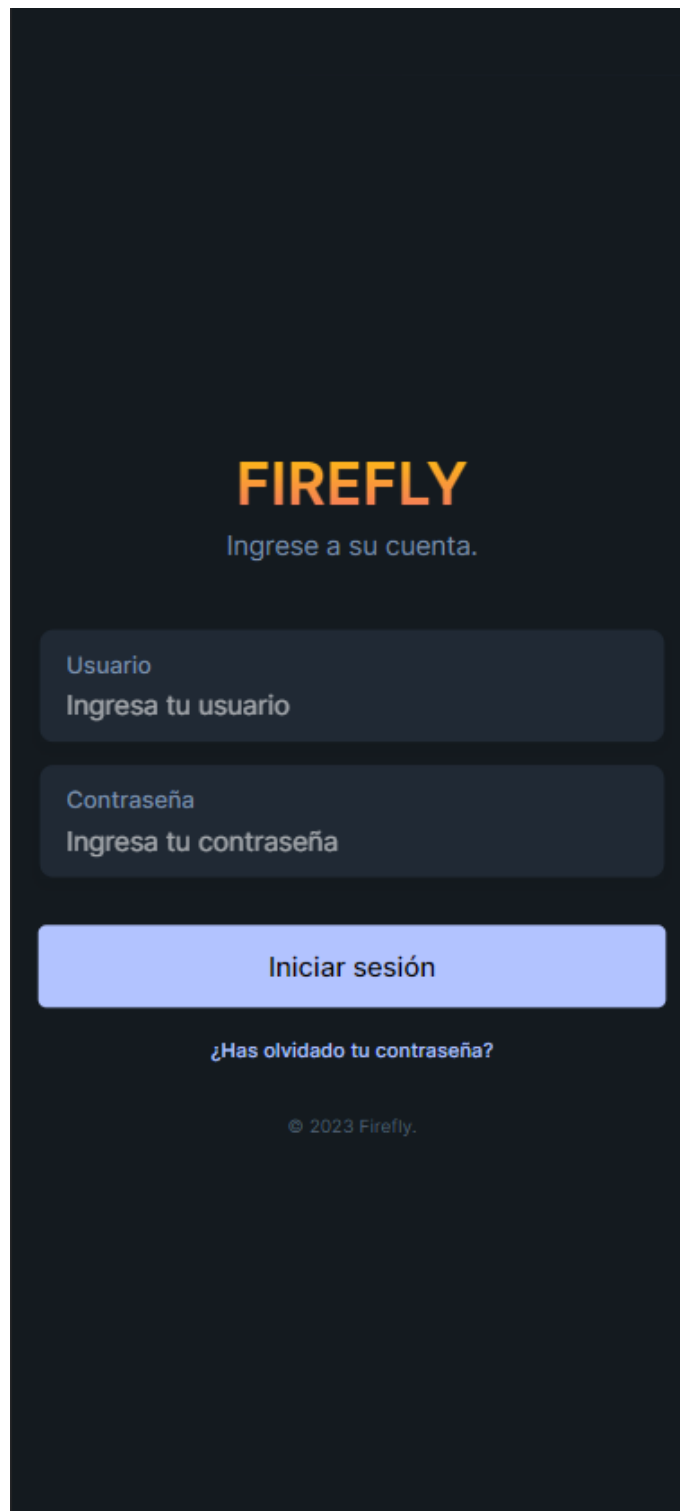 FIREFLY
Ingrese a su cuenta.
Usuario
Ingresa tu usuario
Contraseña
Ingresa tu contraseña
Iniciar sesión
¿Has olvidado tu contraseña?
© 2023 Firefly.